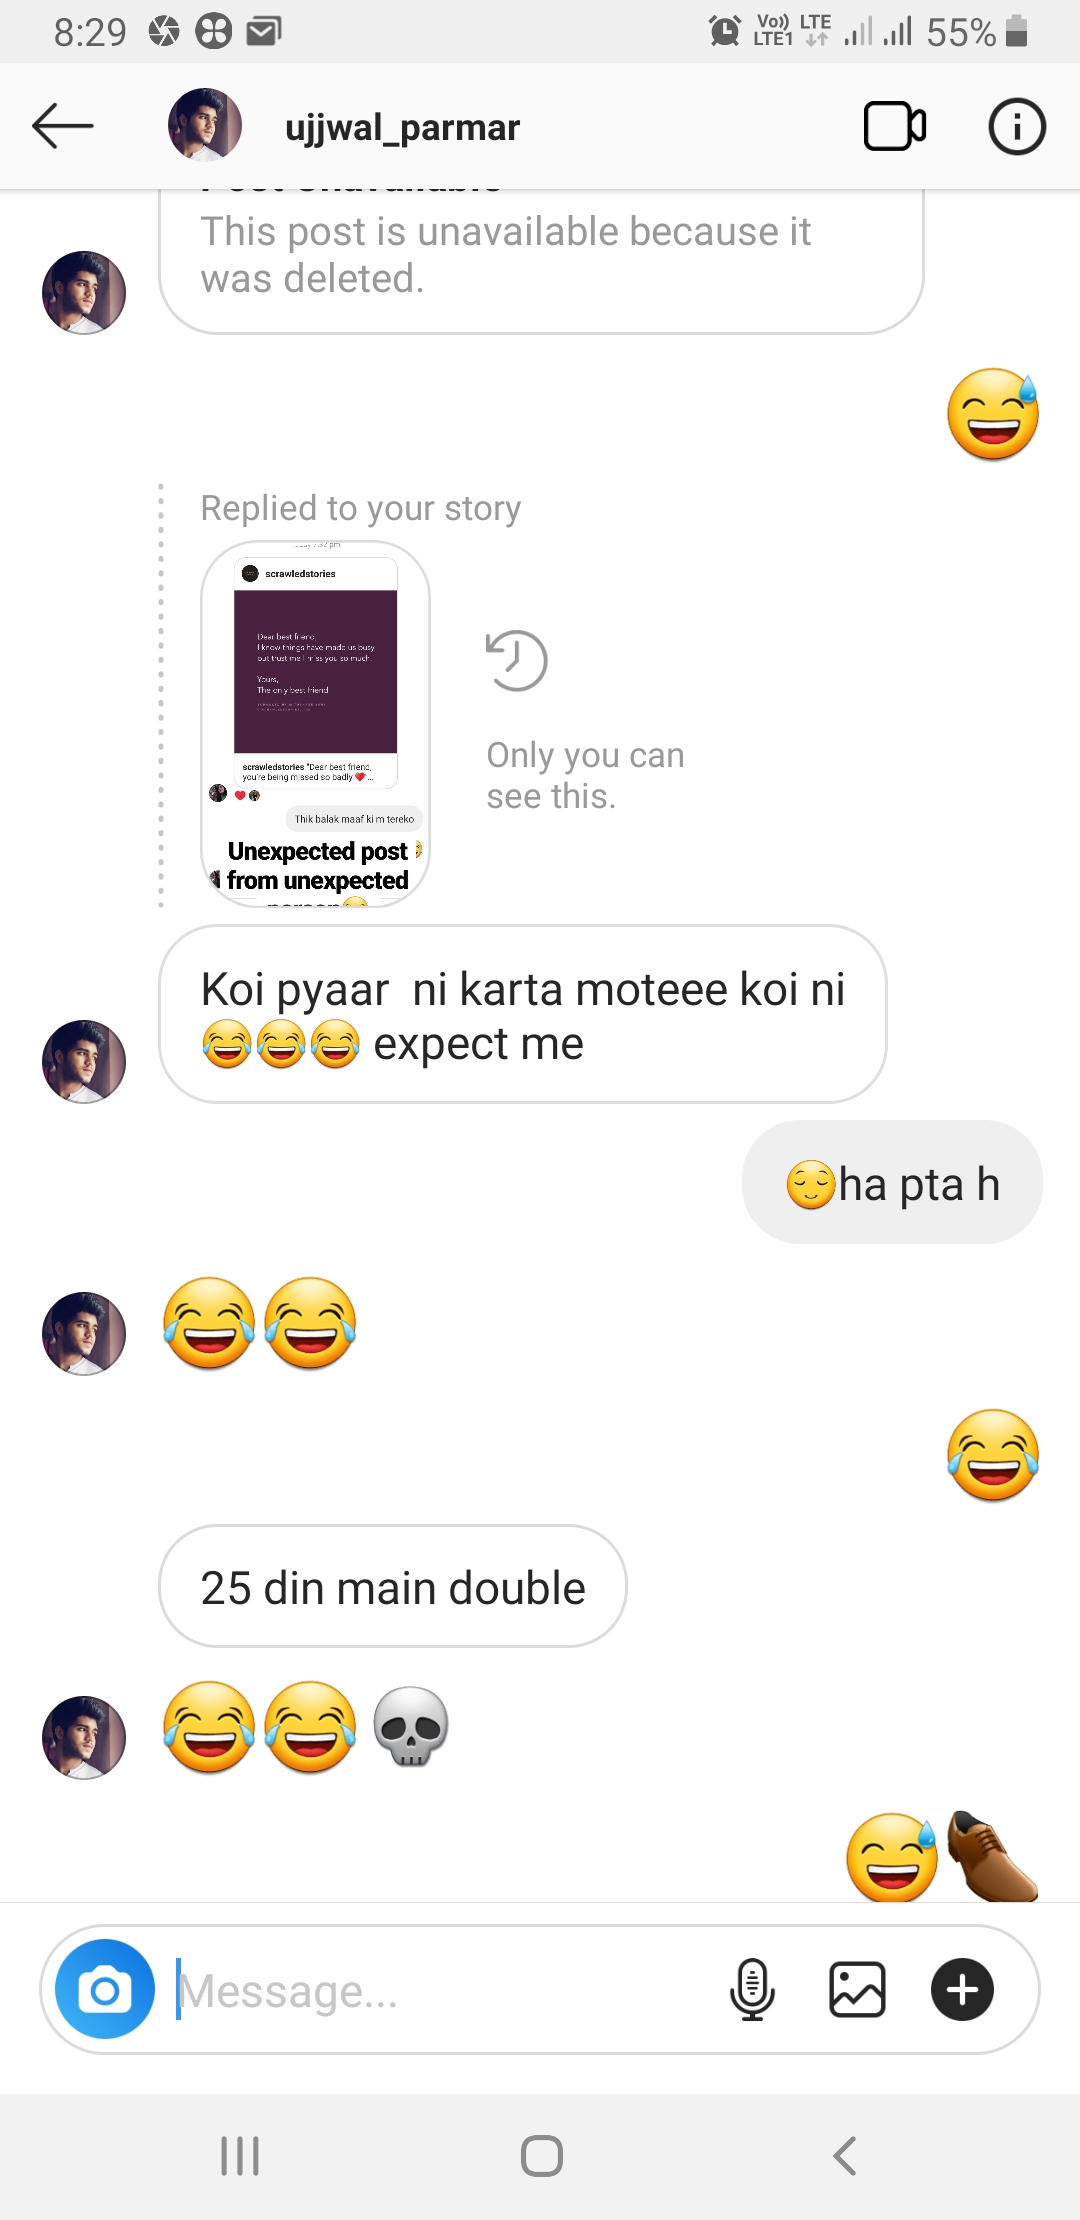 8:29
Vo)) LTE
LTE1
55%
ujjwal_parmar
This post is unavailable because it
was deleted.
Replied to your story
scrawledstories
Dear best friend,
I know things have made us busy
but trust me I miss you so much.
Yours,
The only best friend
scrawledstories "Dear best friend,
you're being missed so badly ❤️...
Thik balak maaf ki m tereko
Unexpected post
from unexpected
Only you can
see this.
Koi pyaar  ni karta moteee koi ni
😂😂😂 expect me
😌ha pta h
25 din main double
Message...